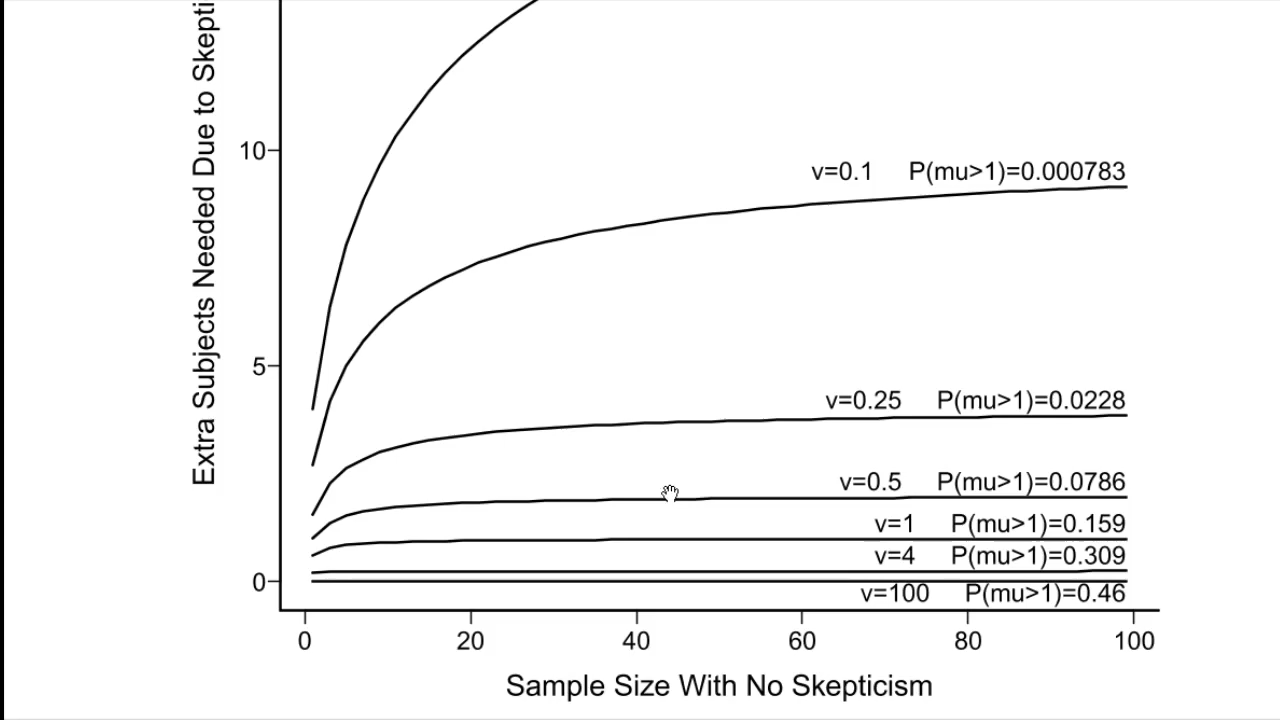 Extra Subjects Needed Due to
10
5
0
v=0.1 P(mu>1)=0.000783
v=0.25 P(mu>1)=0.0228
v=0.5 P(mu>1)=0.0786
v=1 P(mu>1)=0.159
v=4 P(mu>1)=0.309
v=100 P(mu>1)=0.46
0 20 40 60 80 100
Sample Size With No Skepticism